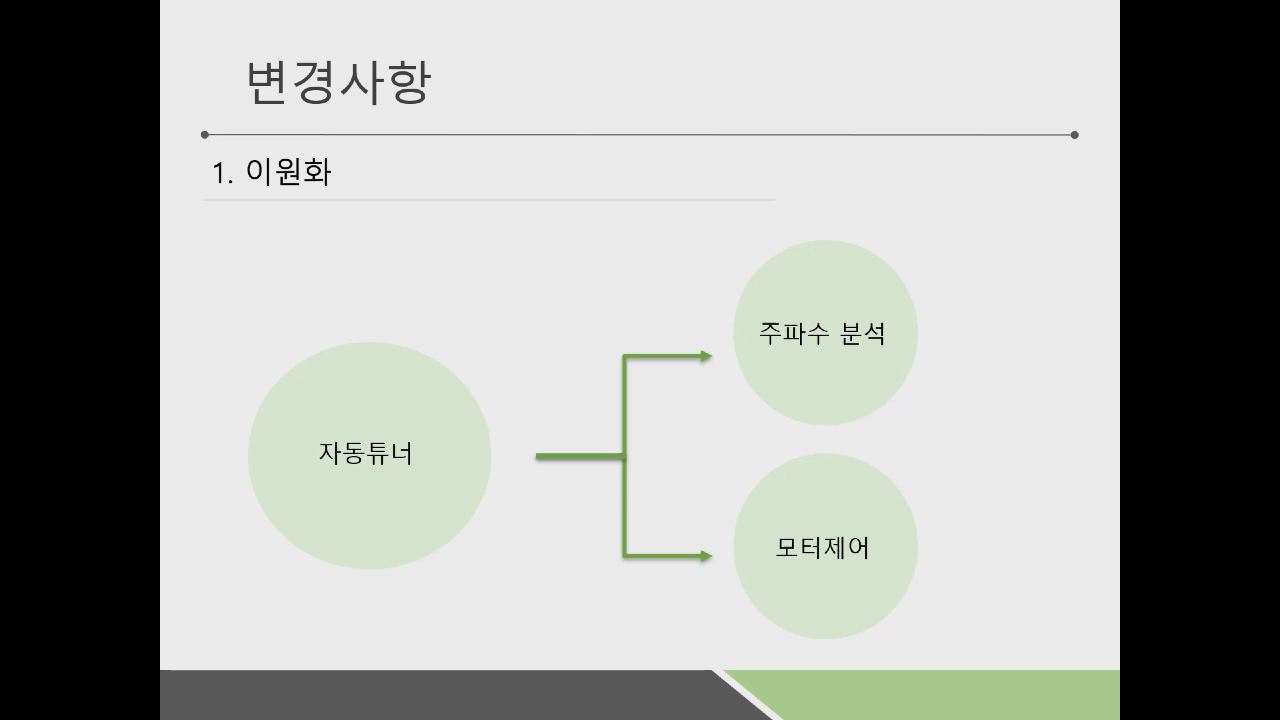 변경사항
1. 이원화
주파수 분석
자동튜너
모터제어